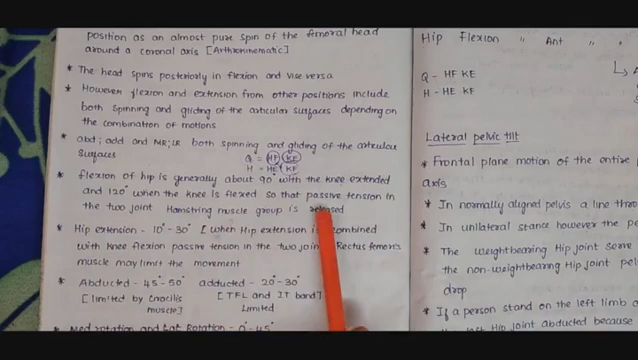 position as an almost pure spin of the femoral head
around a coronal axis [Arthrokinematic]
* The head spins posteriorly in flexion and vise versa
* However flexion and extension from other positions include
both spinning and gliding of the articular surfaces depending on
the combination of motions
* abd; add and MR; LR both spinning and gliding of the articular
surfaces
Q = HF KE
H = HE KF
* flexion of hip is generally about 90° with the knee extended
and 120° when the knee is flexed so that passive tension in
the two joint Hamstring muscle group is released
* Hip extension - 10°-30° [when Hip extension is combined
with knee flexion passive tension in the two joint Rectus femoris
muscle may limit the movement
* Abducted - 45°-50° adducted - 20°-30°
[limited by Gracilis [TFL and IT band]
muscle] Limited
* Med rotation and Lat Rotation - 0°-45°
Hip Flexion " Ant " ,
Q - HF KE
H - HE KF
Lateral pelvic tilt
* Frontal plane motion of the entire
axis
* In normally aligned pelvis a line thro
* In unilateral stance however the pe
* The weightbearing Hip joint serve
the non-weightbearing Hip joint pel
drop
* If a person stand on the left limb a
Hip joint abducted because